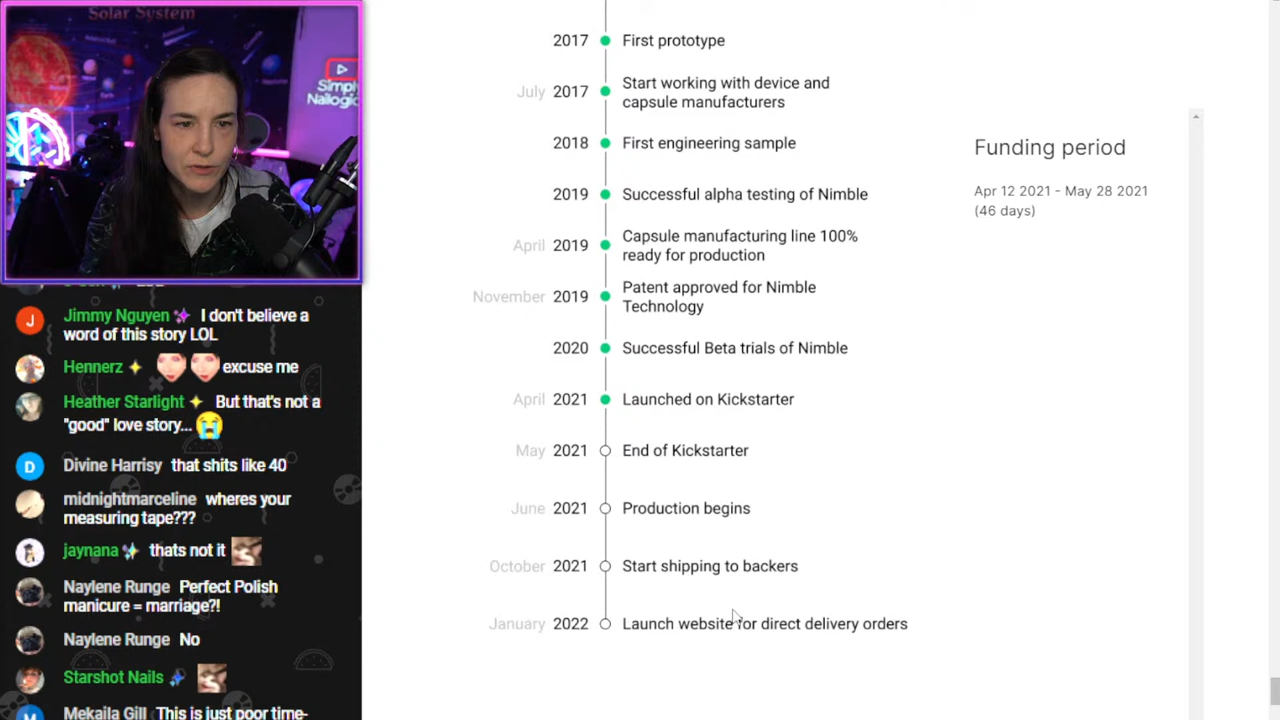 Solar System
Simply
Nailogical
Jimmy Nguyen I don't believe a
word of this story LOL
Hennerz excuse me
Heather Starlight But that's not a
"good" love story...
Divine Harrisy that shits like 40
midnightmarceline wheres your
measuring tape???
jaynana thats not it
Naylene Runge Perfect Polish
manicure = marriage?!
Naylene Runge No
Starshot Nails
Mekaila Gill This is just poor time-
2017 First prototype
July 2017 Start working with device and
capsule manufacturers
2018 First engineering sample
2019 Successful alpha testing of Nimble
April 2019 Capsule manufacturing line 100%
ready for production
November 2019 Patent approved for Nimble
Technology
2020 Successful Beta trials of Nimble
April 2021 Launched on Kickstarter
May 2021 End of Kickstarter
June 2021 Production begins
October 2021 Start shipping to backers
January 2022 Launch website for direct delivery orders
Funding period
Apr 12 2021 - May 28 2021
(46 days)